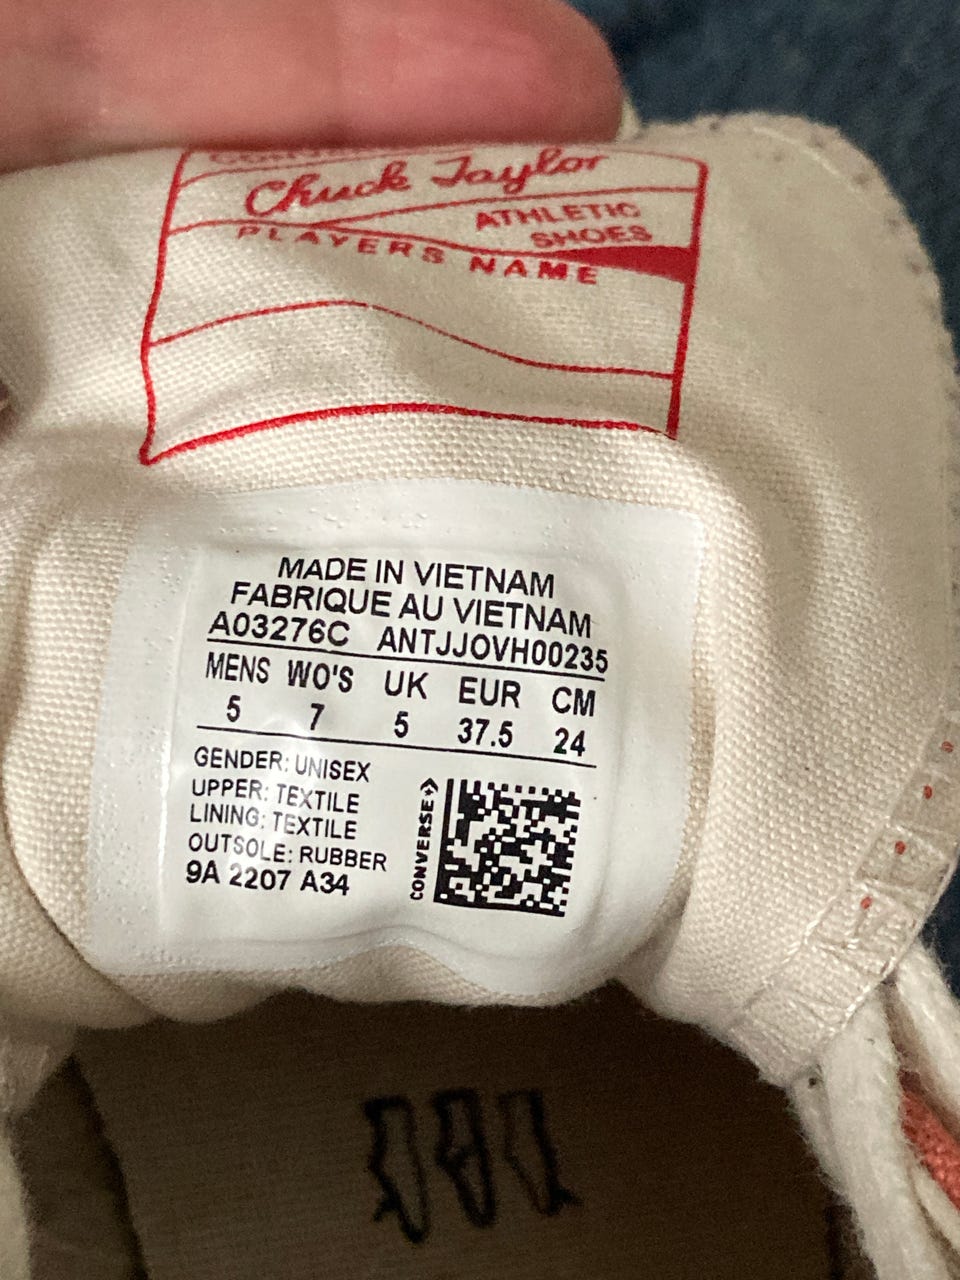 Chuck Taylor
ATHLETIC
SHOES
PLAYERS NAME
MADE IN VIETNAM
FABRIQUE AU VIETNAM
A03276C ANTJJOVH00235
MENS WO'S UK EUR CM
5 7 5 37.5 24
GENDER: UNISEX
UPPER: TEXTILE
LINING: TEXTILE
OUTSOLE: RUBBER
9A 2207 A34
CONVERSE